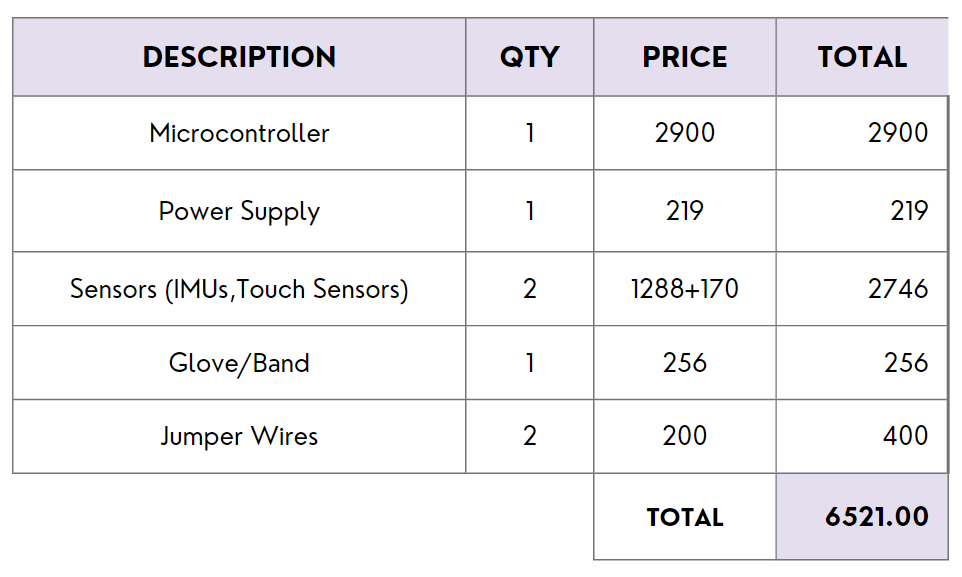 DESCRIPTION QTY PRICE TOTAL
Microcontroller 1 2900 2900
Power Supply 1 219 219
Sensors (IMUs,Touch Sensors) 2 1288+170 2746
Glove/Band 1 256 256
Jumper Wires 2 200 400
TOTAL 6521.00